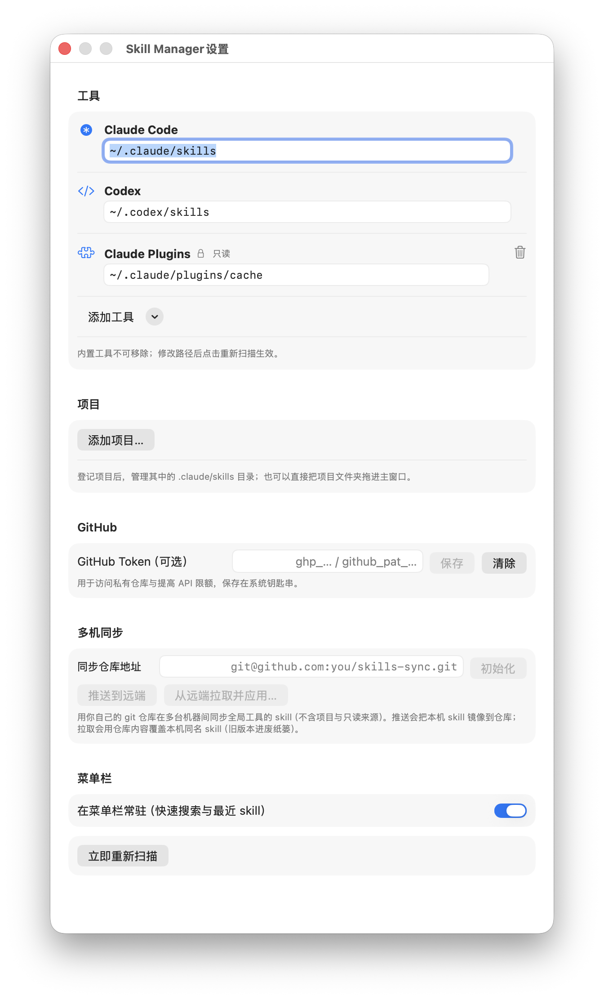 Skill Manager 设置
工具
Claude Code
~/.claude/skills
Codex
~/.codex/skills
Claude Plugins 只读
~/.claude/plugins/cache
添加工具
内置工具不可移除；修改路径后点击重新扫描生效。
项目
添加项目...
登记项目后，管理其中的 .claude/skills 目录；也可以直接把项目文件夹拖进主窗口。
GitHub
GitHub Token（可选） ghp_... / github_pat_... 保存 清除
用于访问私有仓库与提高 API 限额，保存在系统钥匙串。
多机同步
同步仓库地址 git@github.com:you/skills-sync.git 初始化
推送到远端 从远端拉取并应用...
用你自己的 git 仓库在多台机器间同步全局工具的 skill（不含项目与只读来源）。推送会把本机 skill 镜像到仓库；
拉取会用仓库内容覆盖本机同名 skill（旧版本进废纸篓）。
菜单栏
在菜单栏常驻（快速搜索与最近 skill）
立即重新扫描